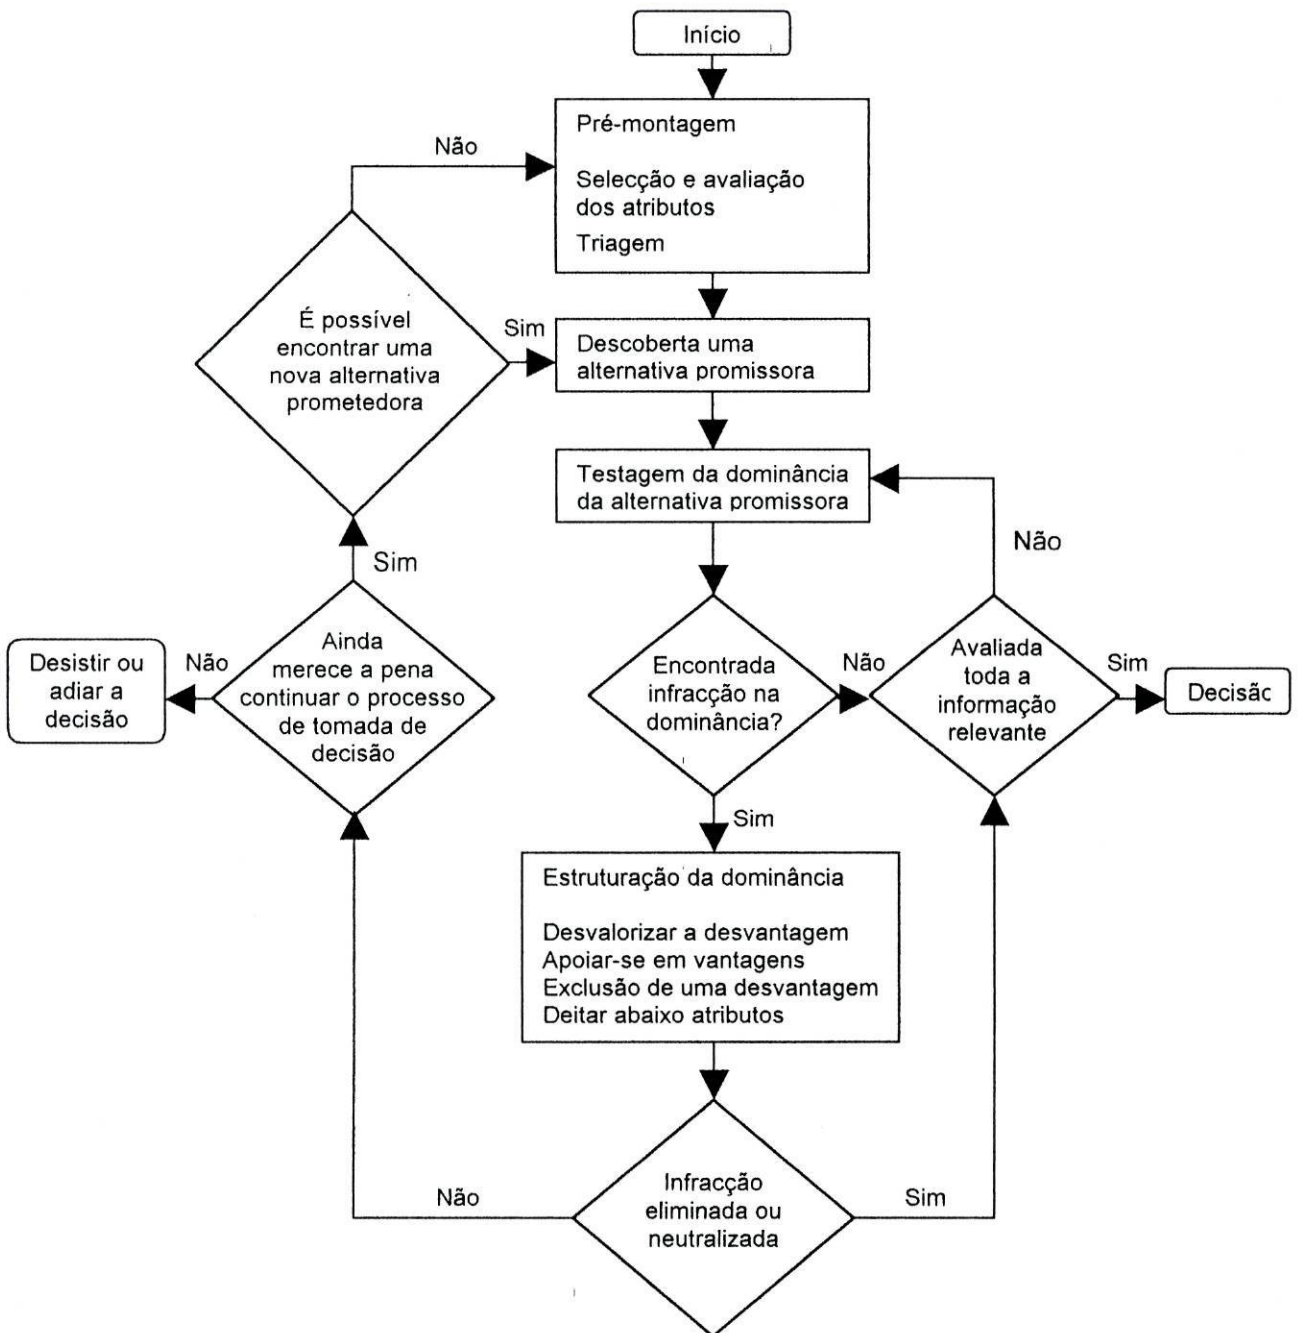 Início
Não
Pré-montagem
Selecção e avaliação
dos atributos
Triagem
É possível
encontrar uma
nova alternativa
prometedora
Sim
Descoberta uma
alternativa promissora
Testagem da dominância
da alternativa promissora
Não
Sim
Desistir ou
adiar a
decisão
Não
Ainda
merece a pena
continuar o processo
de tomada de
decisão
Encontrada
infracção na
dominância?
Não
Avaliada
toda a
informação
relevante
Sim
Decisão
Sim
Estruturação da dominância
Desvalorizar a desvantagem
Apoiar-se em vantagens
Exclusão de uma desvantagem
Deitar abaixo atributos
Não
Infracção
eliminada ou
neutralizada
Sim